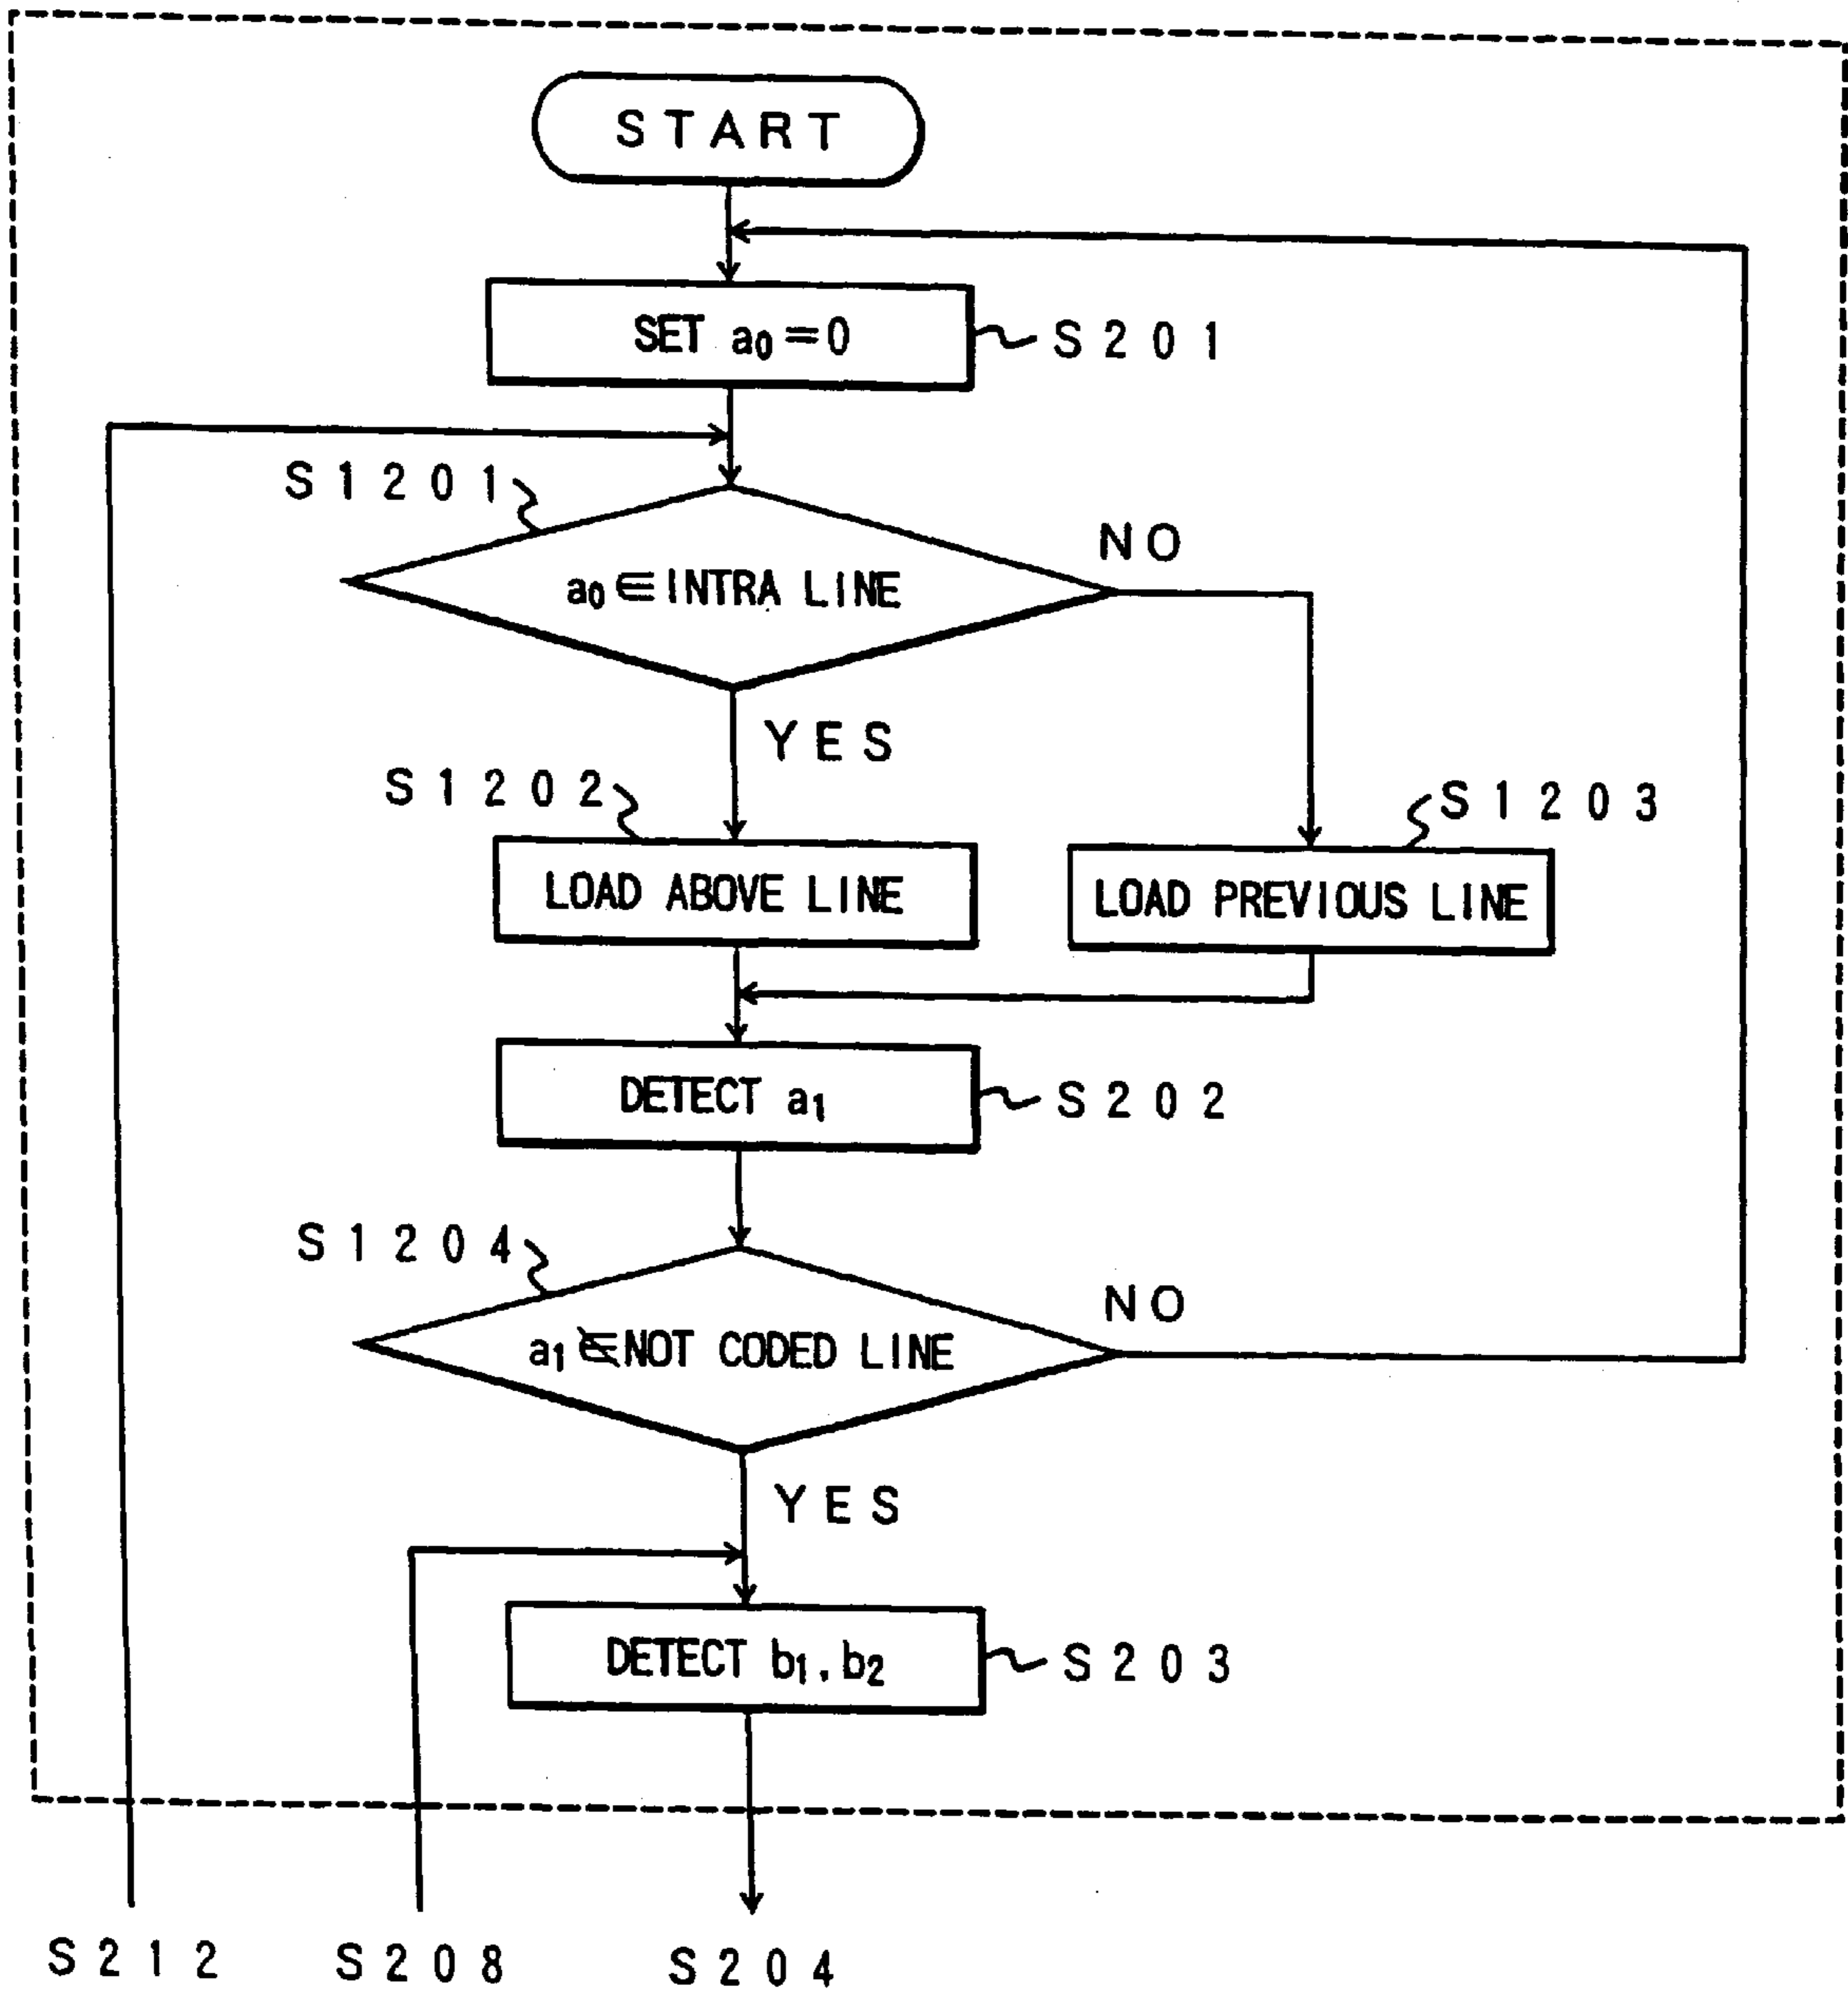 START
SET a₀=0
S201
S1201
a₀∈INTRA LINE
NO
YES
S1202
S1203
LOAD ABOVE LINE
LOAD PREVIOUS LINE
DETECT a₁
S202
S1204
a₁∉NOT CODED LINE
NO
YES
DETECT b₁,b₂
S203
S212
S208
S204